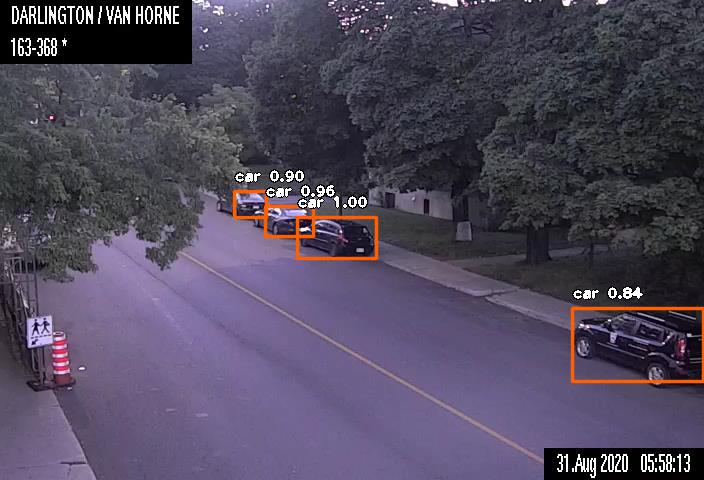 DARLINGTON / VAN HORNE
163-368 *
car 0.90
car 0.96
car 1.00
car 0.84
31.Aug 2020 05:58:13